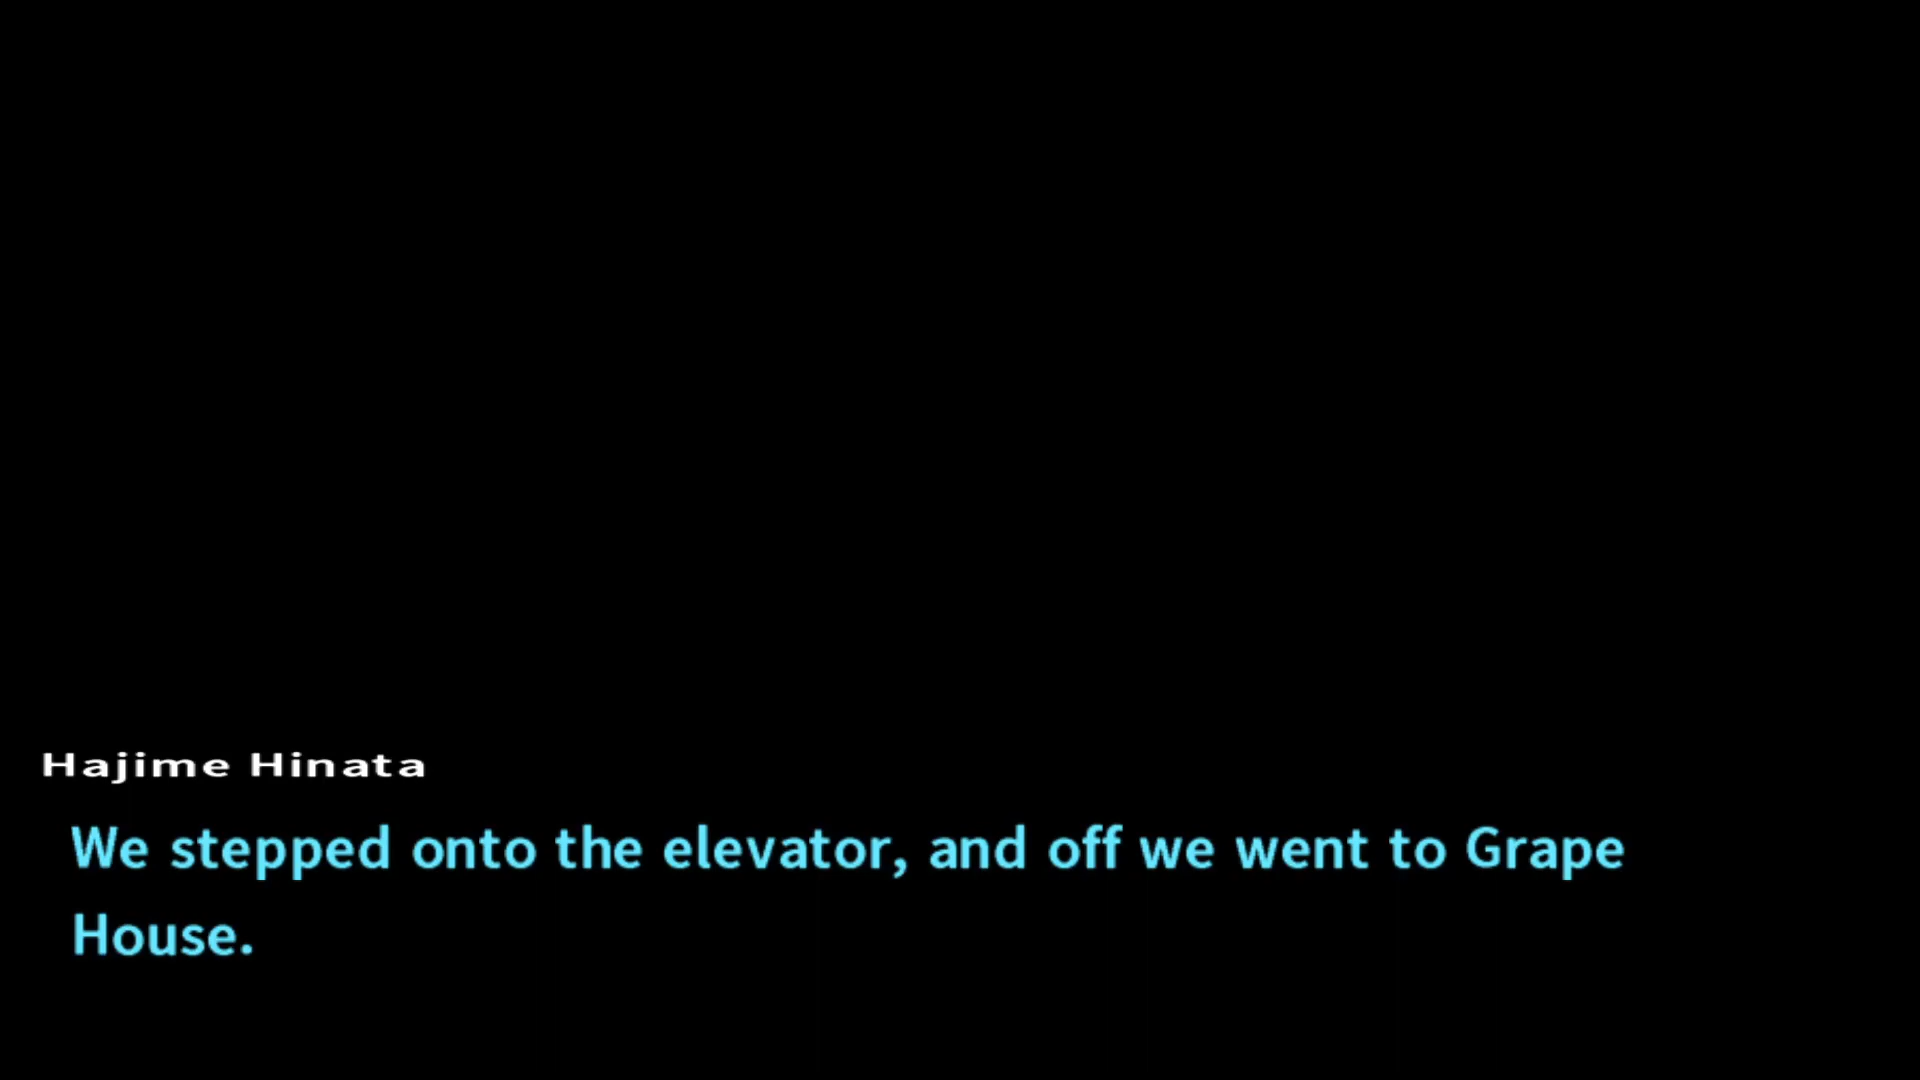 Hajime Hinata
We stepped onto the elevator, and off we went to Grape
House.